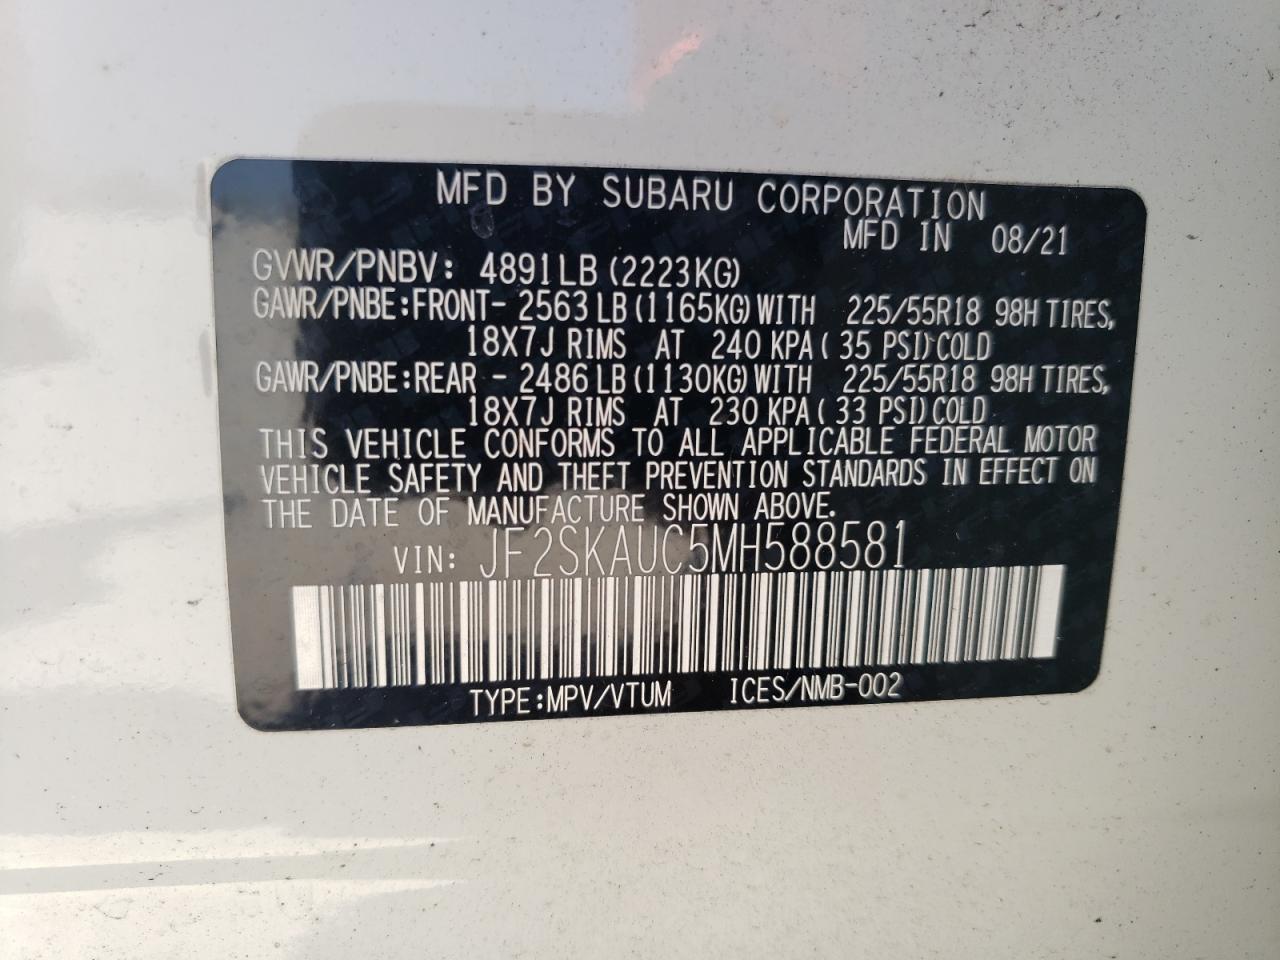 MFD BY SUBARU CORPORATION
MFD IN 08/21
GVWR/PNBV: 4891LB (2223KG)
GAWR/PNBE:FRONT- 2563 LB (1165KG) WITH 225/55R18 98H TIRES,
18X7J RIMS AT 240 KPA ( 35 PSI) COLD
GAWR/PNBE:REAR - 2486 LB (1130KG) WITH 225/55R18 98H TIRES,
18X7J RIMS AT 230 KPA ( 33 PSI) COLD
THIS VEHICLE CONFORMS TO ALL APPLICABLE FEDERAL MOTOR
VEHICLE SAFETY AND THEFT PREVENTION STANDARDS IN EFFECT ON
THE DATE OF MANUFACTURE SHOWN ABOVE.
VIN: JF2SKAUC5MH588581
TYPE:MPV/VTUM ICES/NMB-002